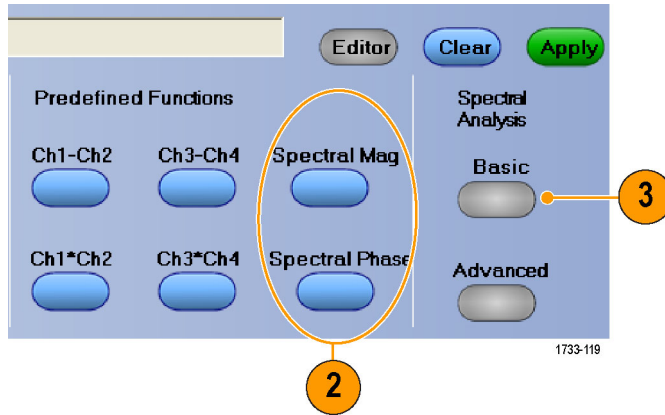 Editor Clear Apply
Predefined Functions
Spectral
Analysis
Ch1-Ch2 Ch3-Ch4 Spectral Mag
Basic
3
Ch1*Ch2 Ch3*Ch4 Spectral Phase
Advanced
1733-119
2